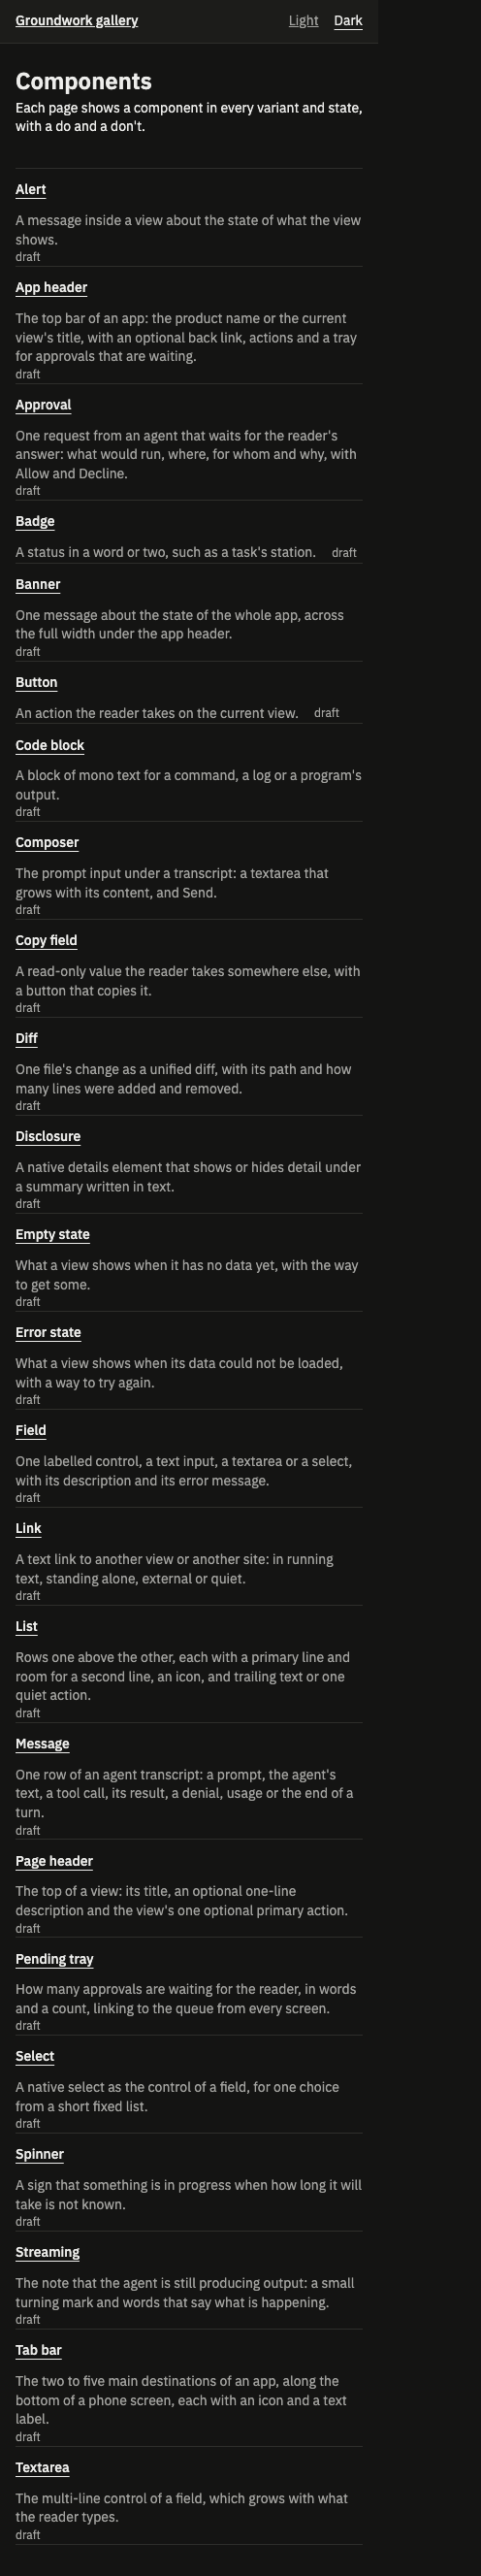 Groundwork gallery Light Dark
Components
Each page shows a component in every variant and state,
with a do and a don't.
Alert
A message inside a view about the state of what the view
shows.
draft
App header
The top bar of an app: the product name or the current
view's title, with an optional back link, actions and a tray
for approvals that are waiting.
draft
Approval
One request from an agent that waits for the reader's
answer: what would run, where, for whom and why, with
Allow and Decline.
draft
Badge
A status in a word or two, such as a task's station. draft
Banner
One message about the state of the whole app, across
the full width under the app header.
draft
Button
An action the reader takes on the current view. draft
Code block
A block of mono text for a command, a log or a program's
output.
draft
Composer
The prompt input under a transcript: a textarea that
grows with its content, and Send.
draft
Copy field
A read-only value the reader takes somewhere else, with
a button that copies it.
draft
Diff
One file's change as a unified diff, with its path and how
many lines were added and removed.
draft
Disclosure
A native details element that shows or hides detail under
a summary written in text.
draft
Empty state
What a view shows when it has no data yet, with the way
to get some.
draft
Error state
What a view shows when its data could not be loaded,
with a way to try again.
draft
Field
One labelled control, a text input, a textarea or a select,
with its description and its error message.
draft
Link
A text link to another view or another site: in running
text, standing alone, external or quiet.
draft
List
Rows one above the other, each with a primary line and
room for a second line, an icon, and trailing text or one
quiet action.
draft
Message
One row of an agent transcript: a prompt, the agent's
text, a tool call, its result, a denial, usage or the end of a
turn.
draft
Page header
The top of a view: its title, an optional one-line
description and the view's one optional primary action.
draft
Pending tray
How many approvals are waiting for the reader, in words
and a count, linking to the queue from every screen.
draft
Select
A native select as the control of a field, for one choice
from a short fixed list.
draft
Spinner
A sign that something is in progress when how long it will
take is not known.
draft
Streaming
The note that the agent is still producing output: a small
turning mark and words that say what is happening.
draft
Tab bar
The two to five main destinations of an app, along the
bottom of a phone screen, each with an icon and a text
label.
draft
Textarea
The multi-line control of a field, which grows with what
the reader types.
draft